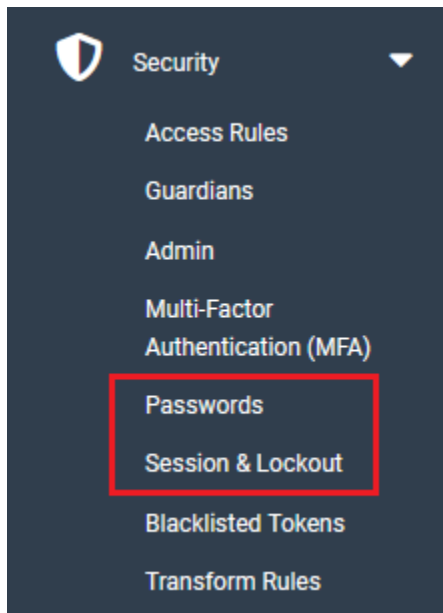 Security
Access Rules
Guardians
Admin
Multi-Factor
Authentication (MFA)
Passwords
Session & Lockout
Blacklisted Tokens
Transform Rules